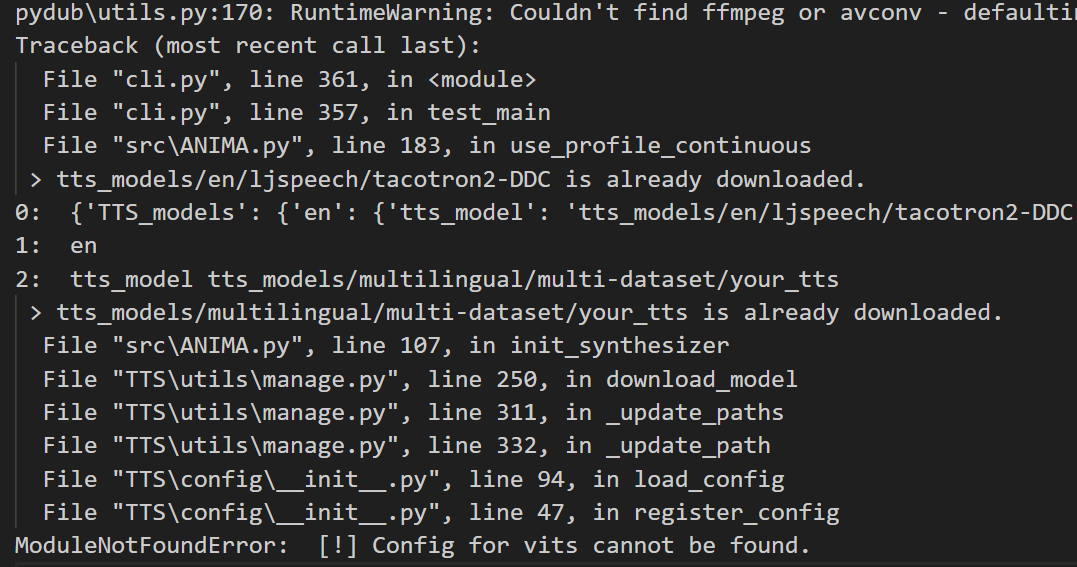 pydub\utils.py:170: RuntimeWarning: Couldn't find ffmpeg or avconv - 
Traceback (most recent call last):
File "cli.py", line 361, in <module>
File "cli.py", line 357, in test_main
File "src\ANIMA.py", line 183, in use_profile_continuous
> tts_models/en/ljspeech/tacotron2-DDC is already downloaded.
0: {'TTS_models': {'en': {'tts_model': 'tts_models/en/ljspeech/tacotron2-DDC
1: en
2: tts_model tts_models/multilingual/multi-dataset/your_tts
> tts_models/multilingual/multi-dataset/your_tts is already downloaded.
File "src\ANIMA.py", line 107, in init_synthesizer
File "TTS\utils\manage.py", line 250, in download_model
File "TTS\utils\manage.py", line 311, in _update_paths
File "TTS\utils\manage.py", line 332, in _update_path
File "TTS\config\__init__.py", line 94, in load_config
File "TTS\config\__init__.py", line 47, in register_config
ModuleNotFoundError: [!] Config for vits cannot be found.